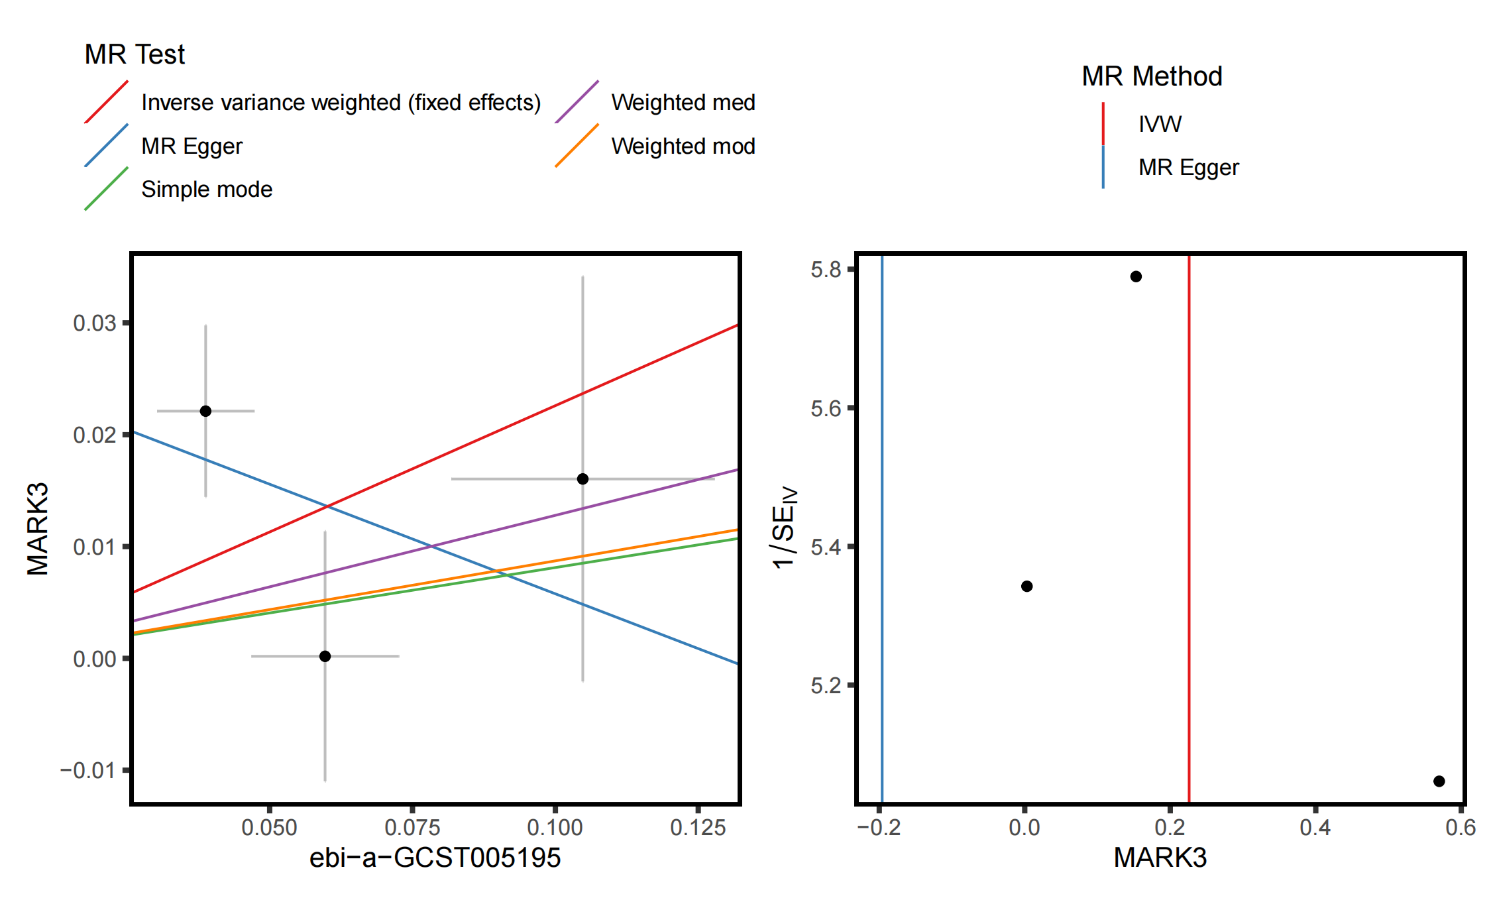 MR Test
Inverse variance weighted (fixed effects)
Weighted med
MR Egger
Weighted mod
Simple mode
MARK3
0.03
0.02
0.01
0.00
−0.01
0.050 0.075 0.100 0.125
ebi−a−GCST005195
MR Method
IVW
MR Egger
1/SEIV
5.8
5.6
5.4
5.2
−0.2 0.0 0.2 0.4 0.6
MARK3